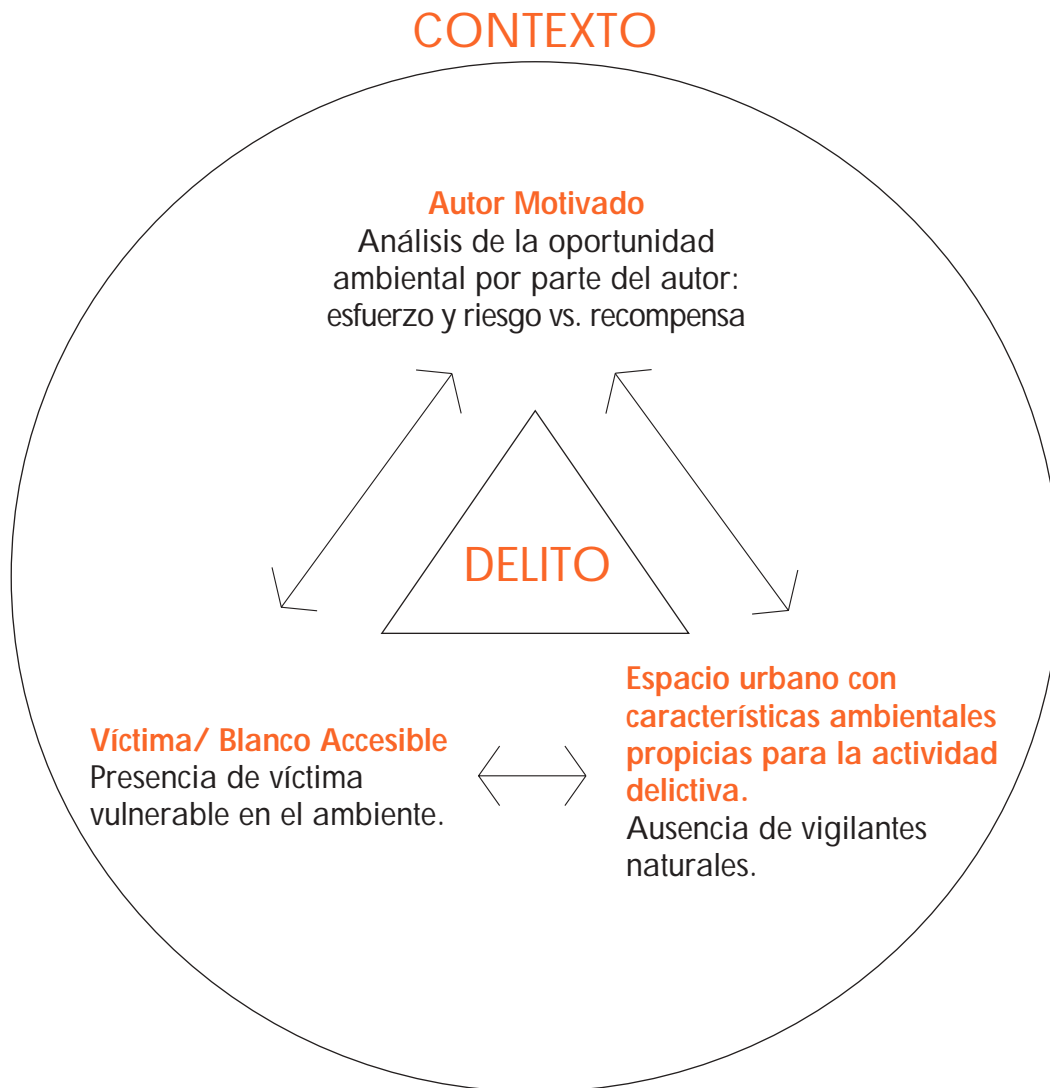 CONTEXTO
Autor Motivado
Análisis de la oportunidad
ambiental por parte del autor:
esfuerzo y riesgo vs. recompensa
DELITO
Víctima/ Blanco Accesible
Presencia de víctima
vulnerable en el ambiente.
Espacio urbano con
características ambientales
propicias para la actividad
delictiva.
Ausencia de vigilantes
naturales.